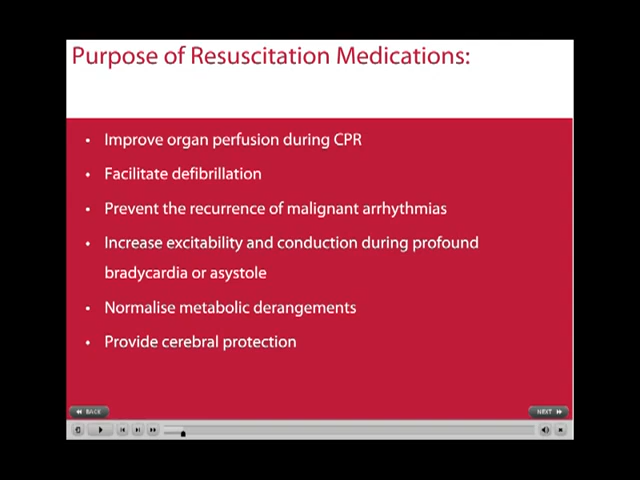 Purpose of Resuscitation Medications:
• Improve organ perfusion during CPR
• Facilitate defibrillation
• Prevent the recurrence of malignant arrhythmias
• Increase excitability and conduction during profound
bradycardia or asystole
• Normalise metabolic derangements
• Provide cerebral protection
BACK
NEXT